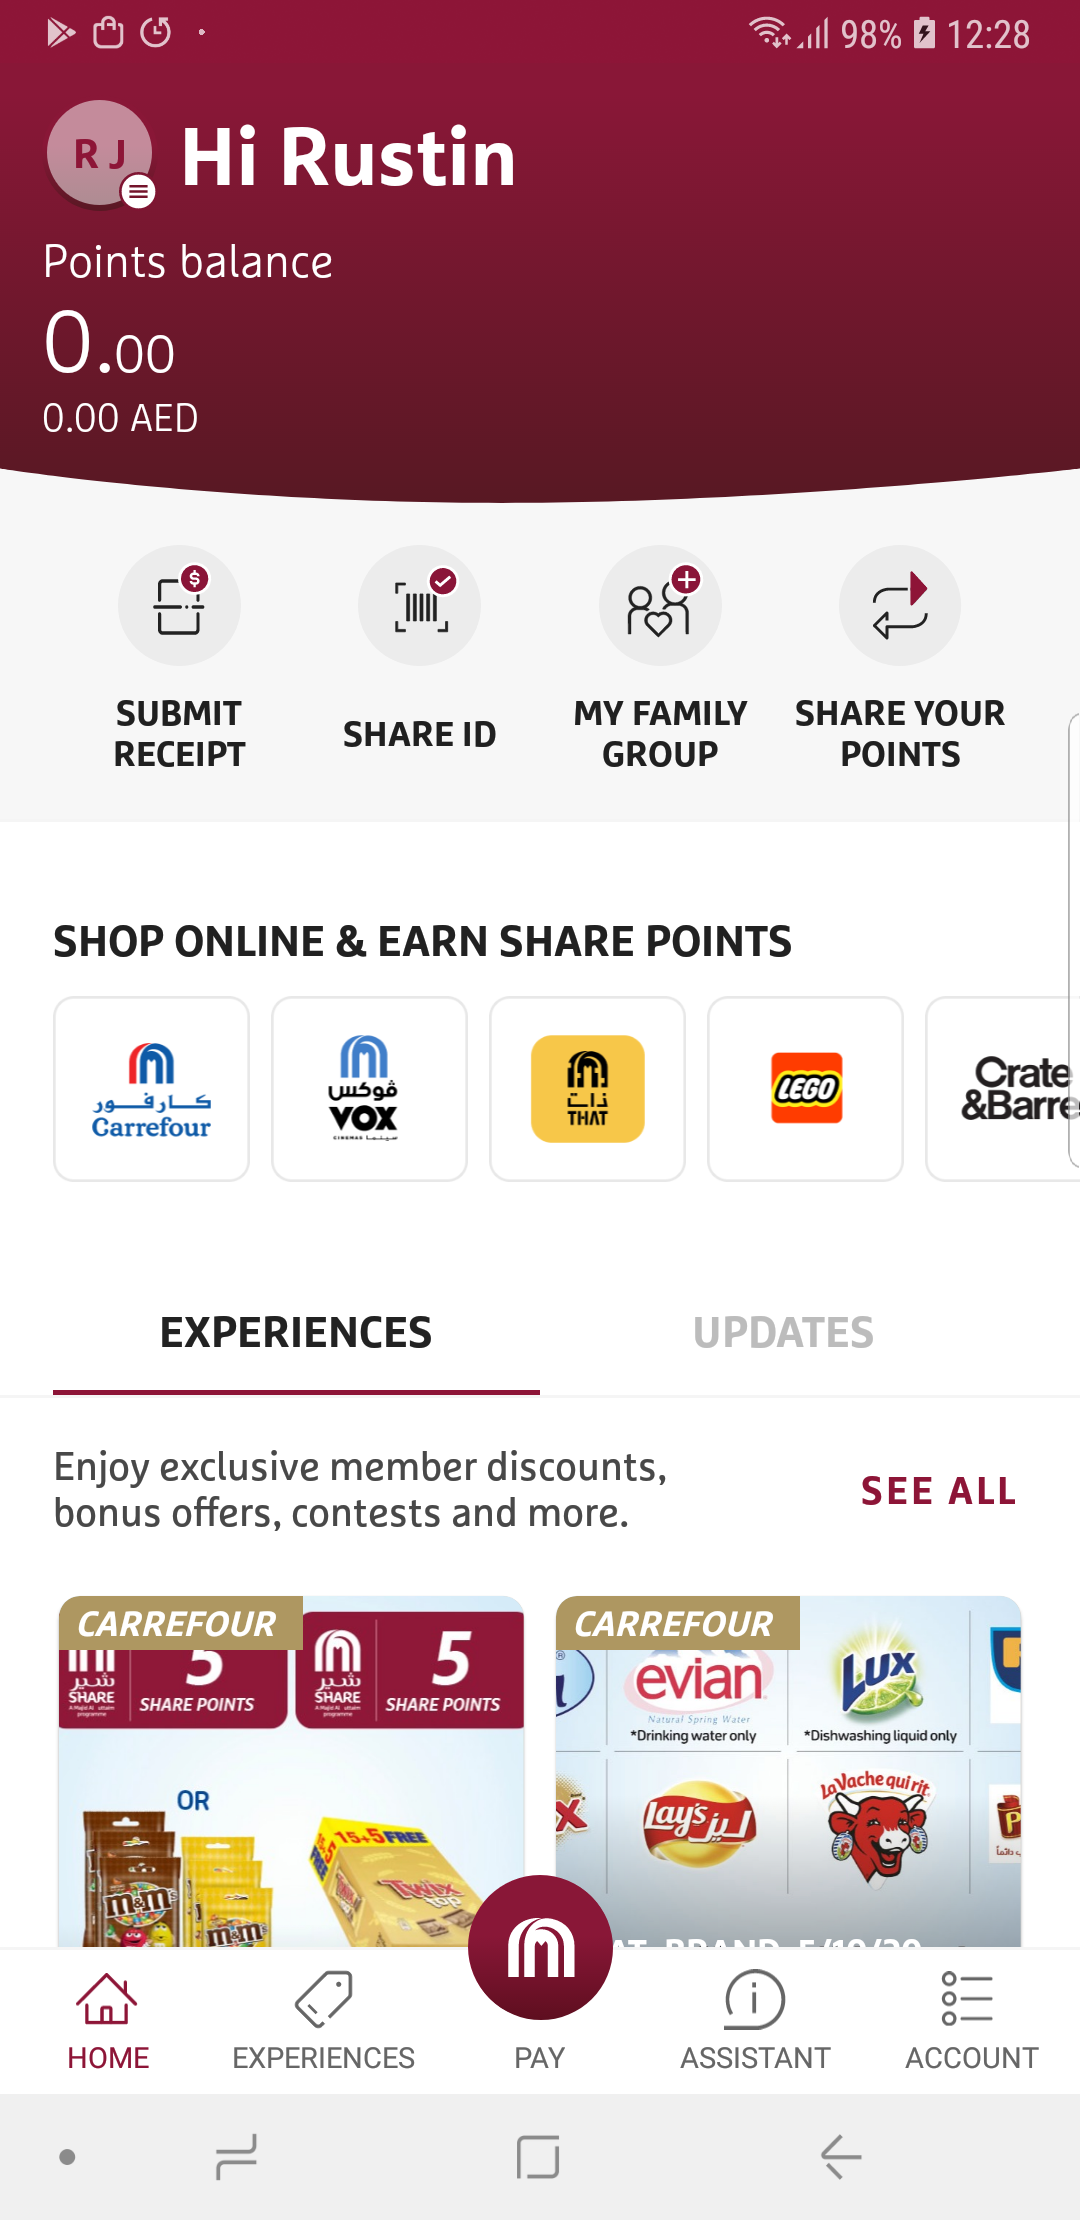 98% 12:28
R J
Hi Rustin
Points balance
0.00
0.00 AED
SUBMIT RECEIPT
SHARE ID
MY FAMILY GROUP
SHARE YOUR POINTS
SHOP ONLINE & EARN SHARE POINTS
كارفور
Carrefour
ڤوكس
VOX
CINEMAS سينما
ذات
THAT
LEGO
Crate
&Barre
EXPERIENCES
UPDATES
Enjoy exclusive member discounts,
bonus offers, contests and more.
SEE ALL
CARREFOUR
5
شير
SHARE
SHARE POINTS
5
شير
SHARE
SHARE POINTS
OR
m&m's
m&m's
15+5 FREE
Twix
top
CARREFOUR
evian
Natural Spring Water
*Drinking water only
LUX
*Dishwashing liquid only
Lay's ليز
La Vache qui rit
HOME
EXPERIENCES
PAY
ASSISTANT
ACCOUNT